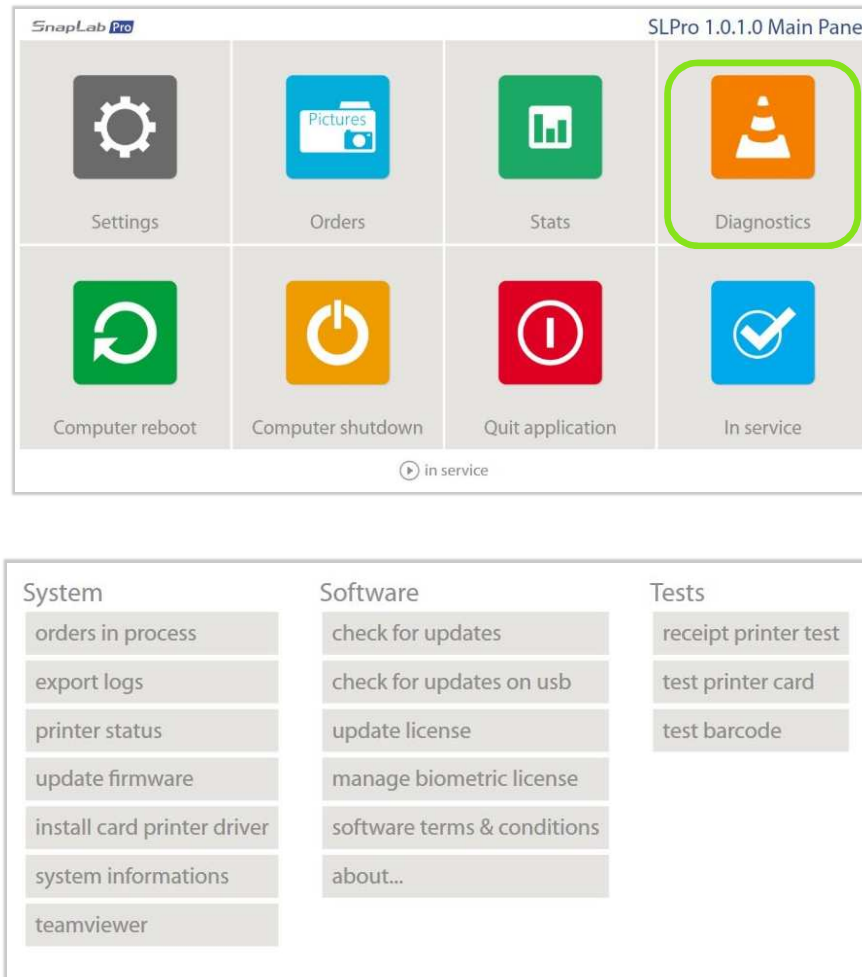 SnapLab Pro
SLPro 1.0.1.0 Main Pane
Pictures
Settings
Orders
Stats
Diagnostics
Computer reboot
Computer shutdown
Quit application
In service
in service
System
orders in process
export logs
printer status
update firmware
install card printer driver
system informations
teamviewer
Software
check for updates
check for updates on usb
update license
manage biometric license
software terms & conditions
about...
Tests
receipt printer test
test printer card
test barcode